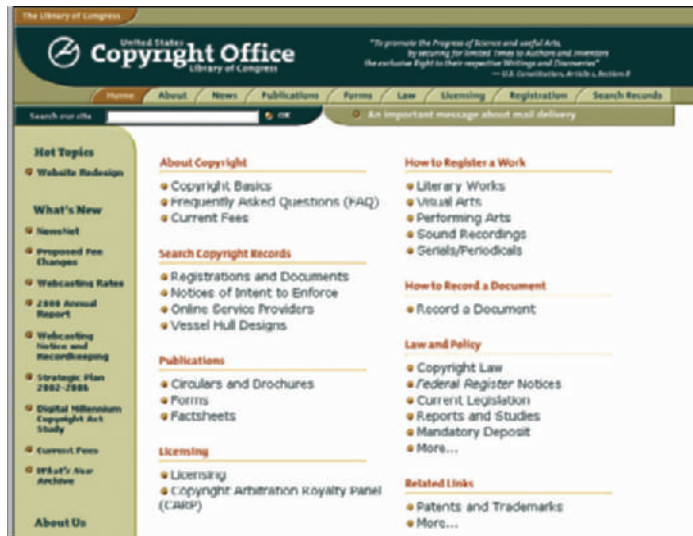 The Library of Congress
United States
Copyright Office
Library of Congress
"To promote the Progress of Science and useful Arts,
by securing for limited Times to Authors and Inventors
the exclusive Right to their respective Writings and Discoveries"
— U.S. Constitution, Article 1, Section 8
Home About News Publications Forms Law Licensing Registration Search Records
Search our site OK An important message about mail delivery
Hot Topics
Website Redesign
What's New
NewsNet
Proposed Fee
Changes
Webcasting Rates
Annual
Report
Webcasting
Notice and
Recordkeeping
Strategic Plan
2002-2006
Digital Millennium
Copyright Act
Study
Current Fees
What's New
Archive
About Us
About Copyright
Copyright Basics
Frequently Asked Questions (FAQ)
Current Fees
Search Copyright Records
Registrations and Documents
Notices of Intent to Enforce
Online Service Providers
Vessel Hull Designs
Publications
Circulars and Brochures
Forms
Factsheets
Licensing
Licensing
Copyright Arbitration Royalty Panel
(CARP)
How to Register a Work
Literary Works
Visual Arts
Performing Arts
Sound Recordings
Serials/Periodicals
How to Record a Document
Record a Document
Law and Policy
Copyright Law
Federal Register Notices
Current Legislation
Reports and Studies
Mandatory Deposit
More...
Related Links
Patents and Trademarks
More...